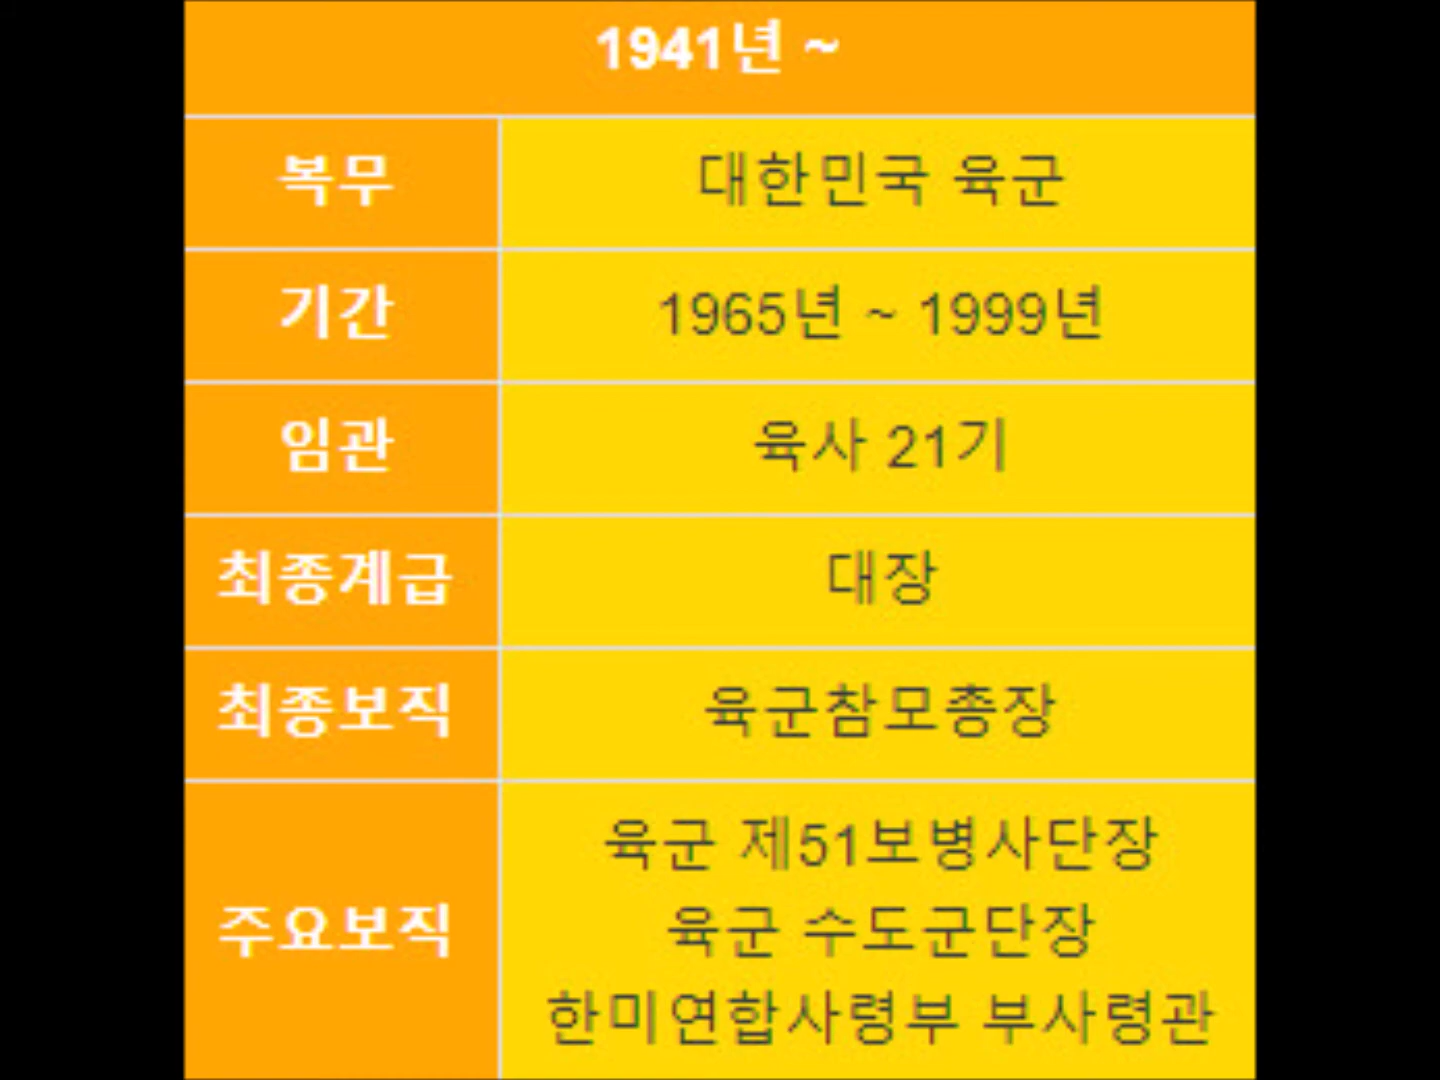 1941년 ~
복무 대한민국 육군
기간 1965년 ~ 1999년
임관 육사 21기
최종계급 대장
최종보직 육군참모총장
주요보직
육군 제51보병사단장
육군 수도군단장
한미연합사령부 부사령관